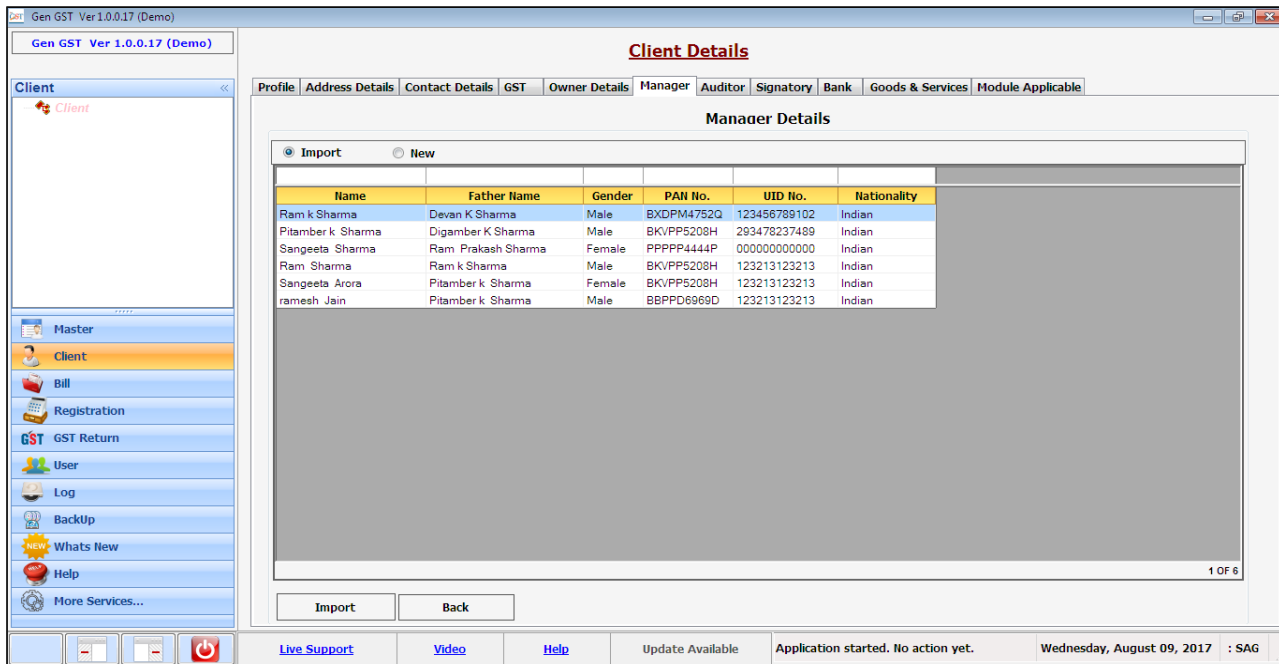 GST Gen GST Ver1.0.0.17 (Demo)
Gen GST Ver 1.0.0.17 (Demo)
Client Details
Client «
Client
Profile Address Details Contact Details GST Owner Details Manager Auditor Signatory Bank Goods & Services Module Applicable
Manager Details
Import New
Name Father Name Gender PAN No. UID No. Nationality
Ram k Sharma Devan K Sharma Male BXDPM4752Q 123456789102 Indian
Pitamber k Sharma Digamber K Sharma Male BKVPP5208H 293478237489 Indian
Sangeeta Sharma Ram Prakash Sharma Female PPPPP4444P 000000000000 Indian
Ram Sharma Ram k Sharma Male BKVPP5208H 123213123213 Indian
Sangeeta Arora Pitamber k Sharma Female BKVPP5208H 123213123213 Indian
ramesh Jain Pitamber k Sharma Male BBPPD6969D 123213123213 Indian
1 OF 6
Import Back
Master
Client
Bill
Registration
GST GST Return
User
Log
BackUp
NEW Whats New
Help
More Services...
Live Support Video Help Update Available Application started. No action yet. Wednesday, August 09, 2017 : SAG